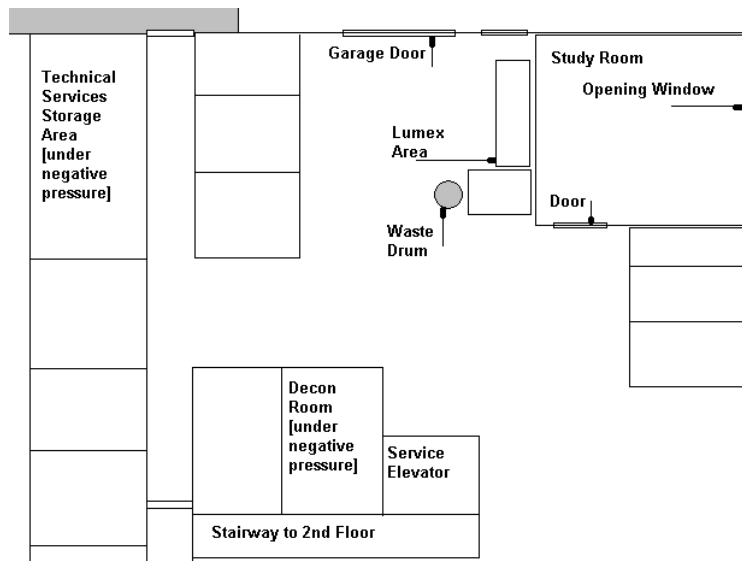 Technical
Services
Storage
Area
[under
negative
pressure]
Garage Door
Study Room
Opening Window
Lumex
Area
Door
Waste
Drum
Decon
Room
[under
negative
pressure]
Service
Elevator
Stairway to 2nd Floor